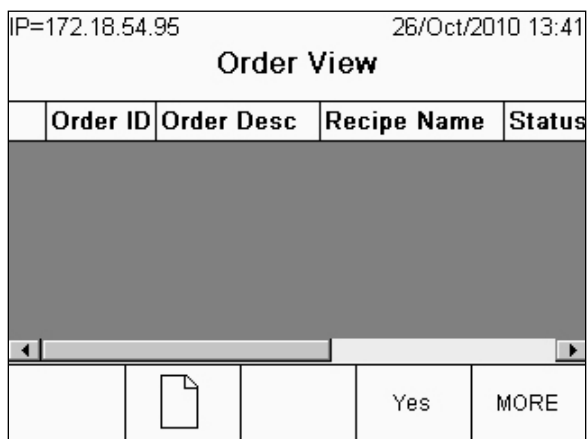 IP=172.18.54.95 26/Oct/2010 13:41
Order View
Order ID Order Desc Recipe Name Status
Yes MORE